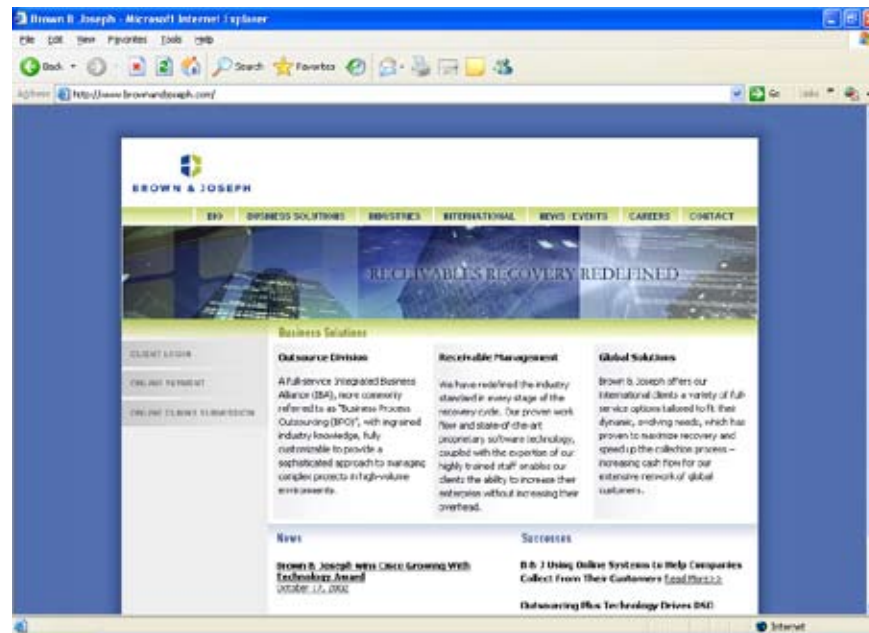 Brown & Joseph - Microsoft Internet Explorer
File Edit View Favorites Tools Help
Back Search Favorites
Address http://www.brownandjoseph.com/ Go Links
BROWN & JOSEPH
BIO BUSINESS SOLUTIONS INDUSTRIES INTERNATIONAL NEWS / EVENTS CAREERS CONTACT
RECEIVABLES RECOVERY REDEFINED
Business Solutions
CLIENT LOGIN
ONLINE PAYMENT
ONLINE CLIENT SUBMISSION
Outsource Division
A full-service Integrated Business
Alliance (IBA), more commonly
referred to as "Business Process
Outsourcing (BPO)", with ingrained
industry knowledge, fully
customizable to provide a
sophisticated approach to managing
complex projects in high-volume
environments.
Receivable Management
We have redefined the industry
standard in every stage of the
recovery cycle. Our proven work
flow and state-of-the-art
proprietary software technology,
coupled with the expertise of our
highly trained staff enables our
clients the ability to increase their
enterprise without increasing their
overhead.
Global Solutions
Brown & Joseph offers our
international clients a variety of full-
service options tailored to fit their
dynamic, evolving needs, which has
proven to maximize recovery and
speed up the collection process –
increasing cash flow for our
extensive network of global
customers.
News
Brown & Joseph wins Cisco Growing With
Technology Award
October 17, 2002
Successes
B & J Using Online Systems to Help Companies
Collect From Their Customers Read More>>
Outsourcing Plus Technology Drives DSO
Internet